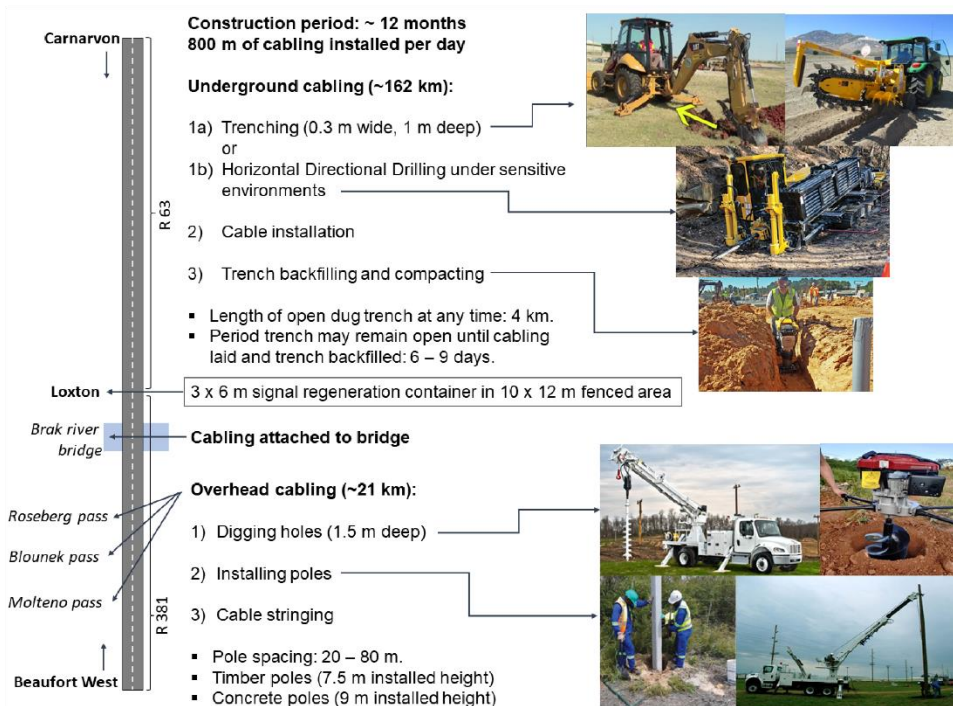 Carnarvon
Construction period: ~ 12 months
800 m of cabling installed per day
Underground cabling (~162 km):
1a) Trenching (0.3 m wide, 1 m deep)
or
1b) Horizontal Directional Drilling under sensitive
environments
R 63
2) Cable installation
3) Trench backfilling and compacting
▪ Length of open dug trench at any time: 4 km.
▪ Period trench may remain open until cabling
laid and trench backfilled: 6 – 9 days.
Loxton
3 x 6 m signal regeneration container in 10 x 12 m fenced area
Brak river
bridge
Cabling attached to bridge
Overhead cabling (~21 km):
Roseberg pass
1) Digging holes (1.5 m deep)
Blounek pass
2) Installing poles
Molteno pass
3) Cable stringing
R 381
▪ Pole spacing: 20 – 80 m.
Beaufort West
▪ Timber poles (7.5 m installed height)
▪ Concrete poles (9 m installed height)